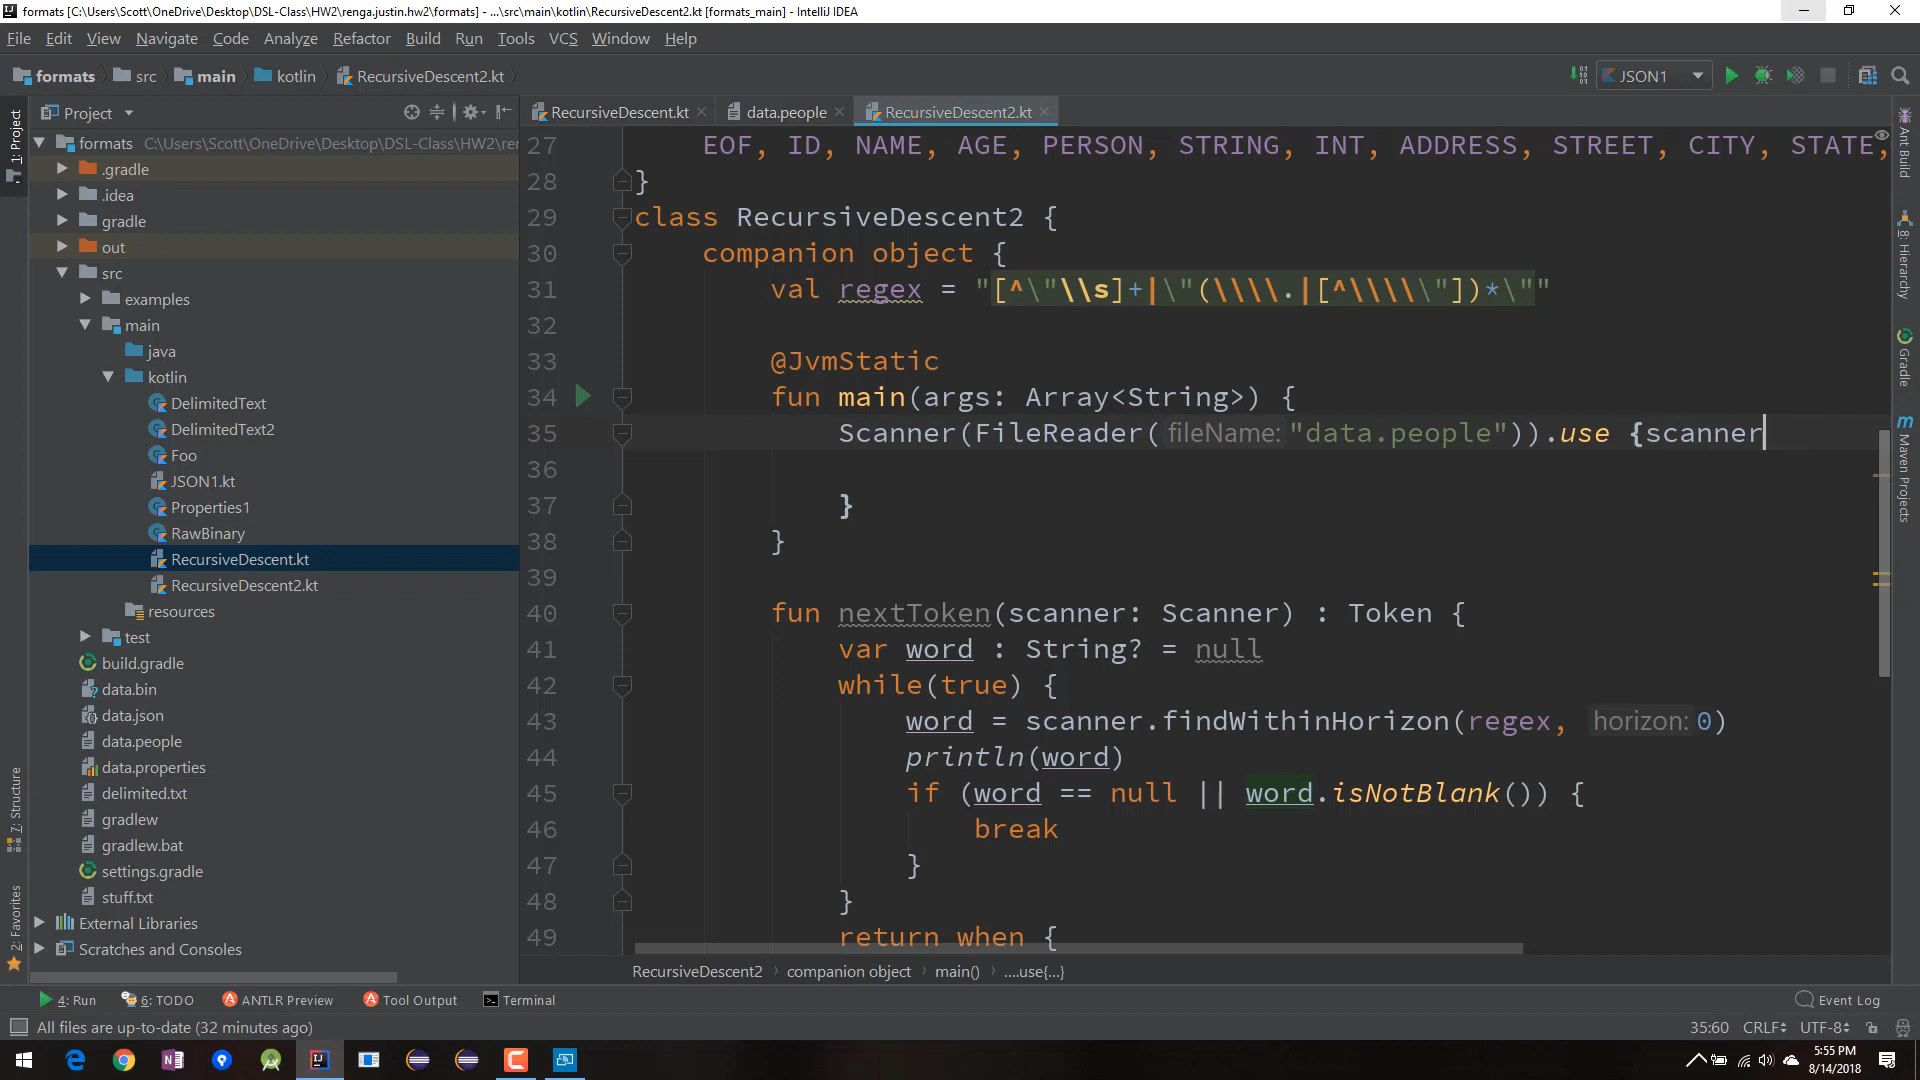 formats [C:\Users\Scott\OneDrive\Desktop\DSL-Class\HW2\renga.justin.hw2\formats] - ...\src\main\kotlin\RecursiveDescent2.kt [formats_main] - IntelliJ IDEA
File Edit View Navigate Code Analyze Refactor Build Run Tools VCS Window Help
formats src main kotlin RecursiveDescent2.kt JSON1
1: Project
Project
RecursiveDescent.kt data.people RecursiveDescent2.kt
formats C:\Users\Scott\OneDrive\Desktop\DSL-Class\HW2\ren
.gradle
.idea
gradle
out
src
examples
main
java
kotlin
DelimitedText
DelimitedText2
Foo
JSON1.kt
Properties1
RawBinary
RecursiveDescent.kt
RecursiveDescent2.kt
resources
test
build.gradle
data.bin
data.json
data.people
data.properties
delimited.txt
gradlew
gradlew.bat
settings.gradle
stuff.txt
External Libraries
Scratches and Consoles
7: Structure
2: Favorites
27 EOF, ID, NAME, AGE, PERSON, STRING, INT, ADDRESS, STREET, CITY, STATE,
28 }
29 class RecursiveDescent2 {
30 companion object {
31 val regex = "[^\"\\s]+|\"(\\\\.|[^\\\\\"])*\""
32
33 @JvmStatic
34 fun main(args: Array<String>) {
35 Scanner(FileReader( fileName: "data.people")).use {scanner
36
37 }
38 }
39
40 fun nextToken(scanner: Scanner) : Token {
41 var word : String? = null
42 while(true) {
43 word = scanner.findWithinHorizon(regex, horizon: 0)
44 println(word)
45 if (word == null || word.isNotBlank()) {
46 break
47 }
48 }
49 return when {
RecursiveDescent2 › companion object › main() › ....use{...}
Ant Build
8: Hierarchy
Gradle
Maven Projects
4: Run 6: TODO ANTLR Preview Tool Output Terminal Event Log
All files are up-to-date (32 minutes ago) 35:60 CRLF UTF-8
5:55 PM
8/14/2018